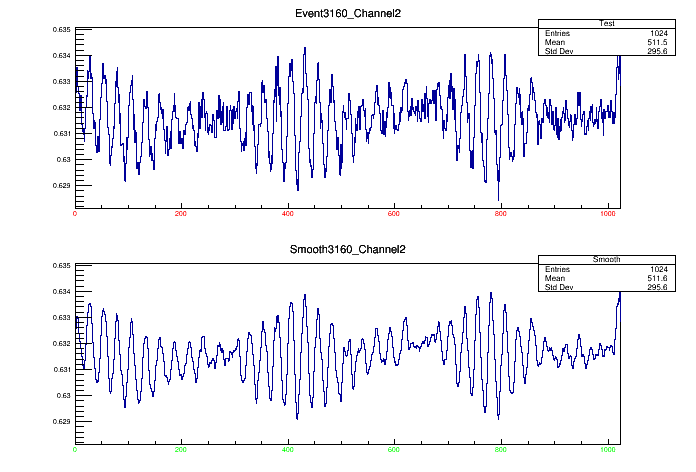 Event3160_Channel2
Test
Entries 1024
Mean 511.5
Std Dev 295.6
0.635
0.634
0.633
0.632
0.631
0.63
0.629
0 200 400 600 800 1000
Smooth3160_Channel2
Smooth
Entries 1024
Mean 511.6
Std Dev 295.6
0.635
0.634
0.633
0.632
0.631
0.63
0.629
0 200 400 600 800 1000